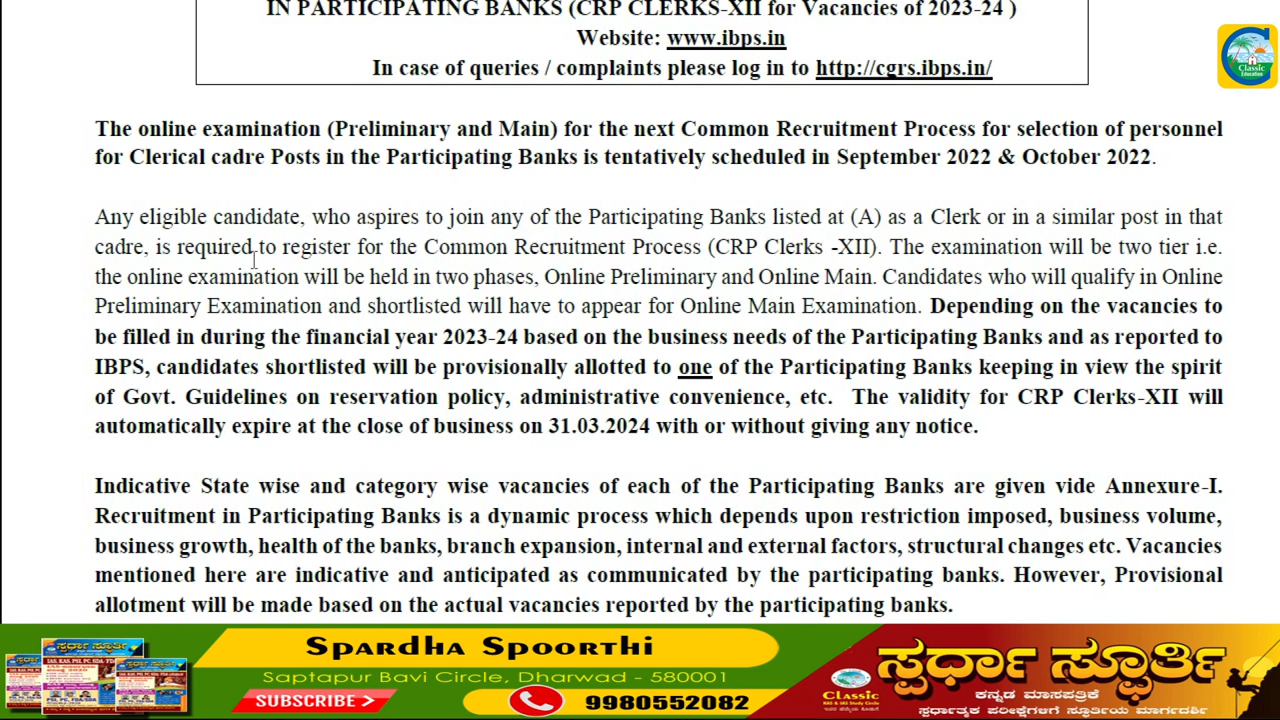 IN PARTICIPATING BANKS (CRP CLERKS-XII for Vacancies of 2023-24 )
Website: www.ibps.in
In case of queries / complaints please log in to http://cgrs.ibps.in/
Classic
Education
The online examination (Preliminary and Main) for the next Common Recruitment Process for selection of personnel
for Clerical cadre Posts in the Participating Banks is tentatively scheduled in September 2022 & October 2022.
Any eligible candidate, who aspires to join any of the Participating Banks listed at (A) as a Clerk or in a similar post in that
cadre, is required to register for the Common Recruitment Process (CRP Clerks -XII). The examination will be two tier i.e.
the online examination will be held in two phases, Online Preliminary and Online Main. Candidates who will qualify in Online
Preliminary Examination and shortlisted will have to appear for Online Main Examination. Depending on the vacancies to
be filled in during the financial year 2023-24 based on the business needs of the Participating Banks and as reported to
IBPS, candidates shortlisted will be provisionally allotted to one of the Participating Banks keeping in view the spirit
of Govt. Guidelines on reservation policy, administrative convenience, etc. The validity for CRP Clerks-XII will
automatically expire at the close of business on 31.03.2024 with or without giving any notice.
Indicative State wise and category wise vacancies of each of the Participating Banks are given vide Annexure-I.
Recruitment in Participating Banks is a dynamic process which depends upon restriction imposed, business volume,
business growth, health of the banks, branch expansion, internal and external factors, structural changes etc. Vacancies
mentioned here are indicative and anticipated as communicated by the participating banks. However, Provisional
allotment will be made based on the actual vacancies reported by the participating banks.
ಸ್ಪರ್ಧಾ ಸ್ಫೂರ್ತಿ
Spardha Spoorthi
Saptapur Bavi Circle, Dharwad - 580001
SUBSCRIBE >
9980552082
Classic
KAS & IAS Study Circle
ಸ್ಪರ್ಧಾ ಸ್ಫೂರ್ತಿ
ಕನ್ನಡ ಮಾಸಪತ್ರಿಕೆ
ಸ್ಪರ್ಧಾತ್ಮಕ ಪರೀಕ್ಷೆಗಳಿಗೆ ಸ್ಫೂರ್ತಿಯ ಮಾರ್ಗದರ್ಶಿ